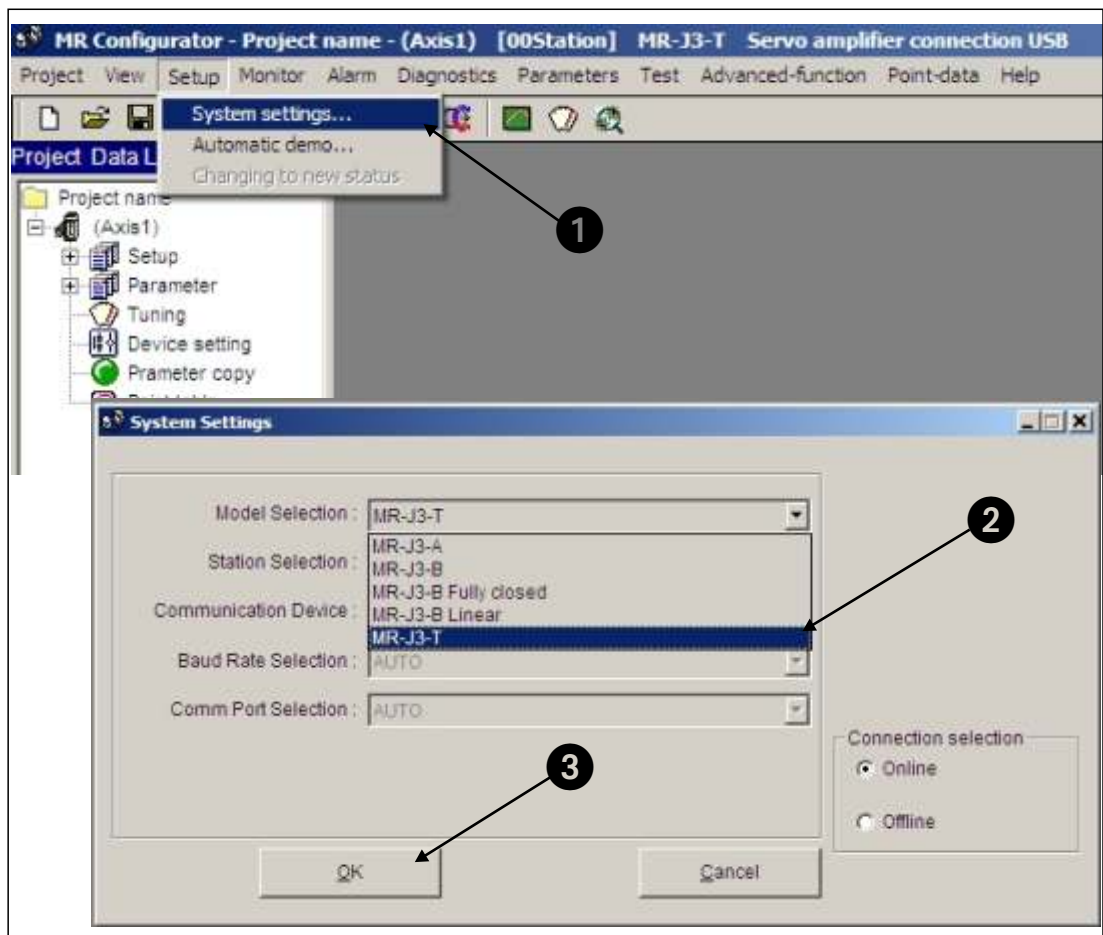 MR Configurator - Project name - (Axis1) [00Station] MR-J3-T Servo amplifier connection USB
Project View Setup Monitor Alarm Diagnostics Parameters Test Advanced-function Point-data Help
System settings...
Automatic demo...
Changing to new status
Project Data L
Project name
(Axis1)
Setup
Parameter
Tuning
Device setting
Prameter copy
1
System Settings
Model Selection : MR-J3-T
2
MR-J3-A
Station Selection :
MR-J3-B
MR-J3-B Fully closed
Communication Device : MR-J3-B Linear
MR-J3-T
Baud Rate Selection : AUTO
Comm Port Selection : AUTO
Connection selection
Online
3
Offline
OK Cancel